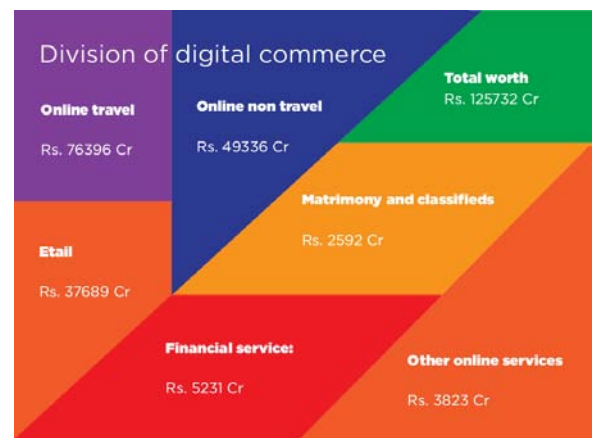 Division of digital commerce
Total worth
Rs. 125732 Cr
Online travel
Rs. 76396 Cr
Online non travel
Rs. 49336 Cr
Matrimony and classifieds
Rs. 2592 Cr
Etail
Rs. 37689 Cr
Financial service:
Rs. 5231 Cr
Other online services
Rs. 3823 Cr